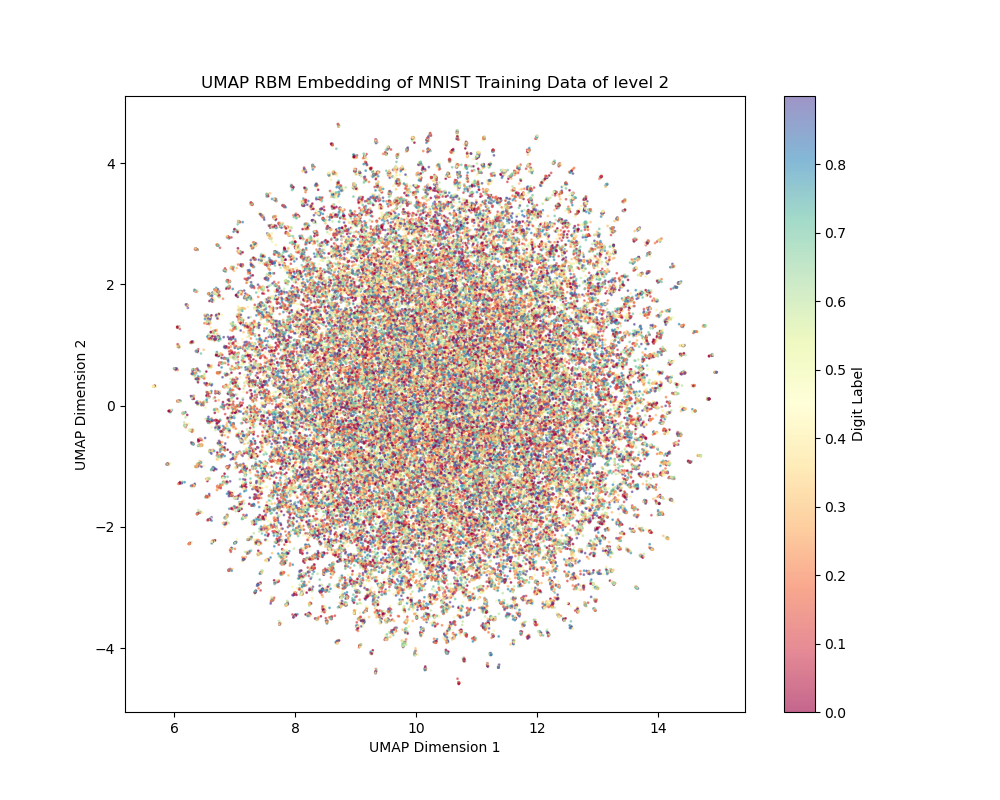 UMAP RBM Embedding of MNIST Training Data of level 2
4
2
0
−2
−4
UMAP Dimension 2
6 8 10 12 14
UMAP Dimension 1
0.8
0.7
0.6
0.5
0.4
0.3
0.2
0.1
0.0
Digit Label